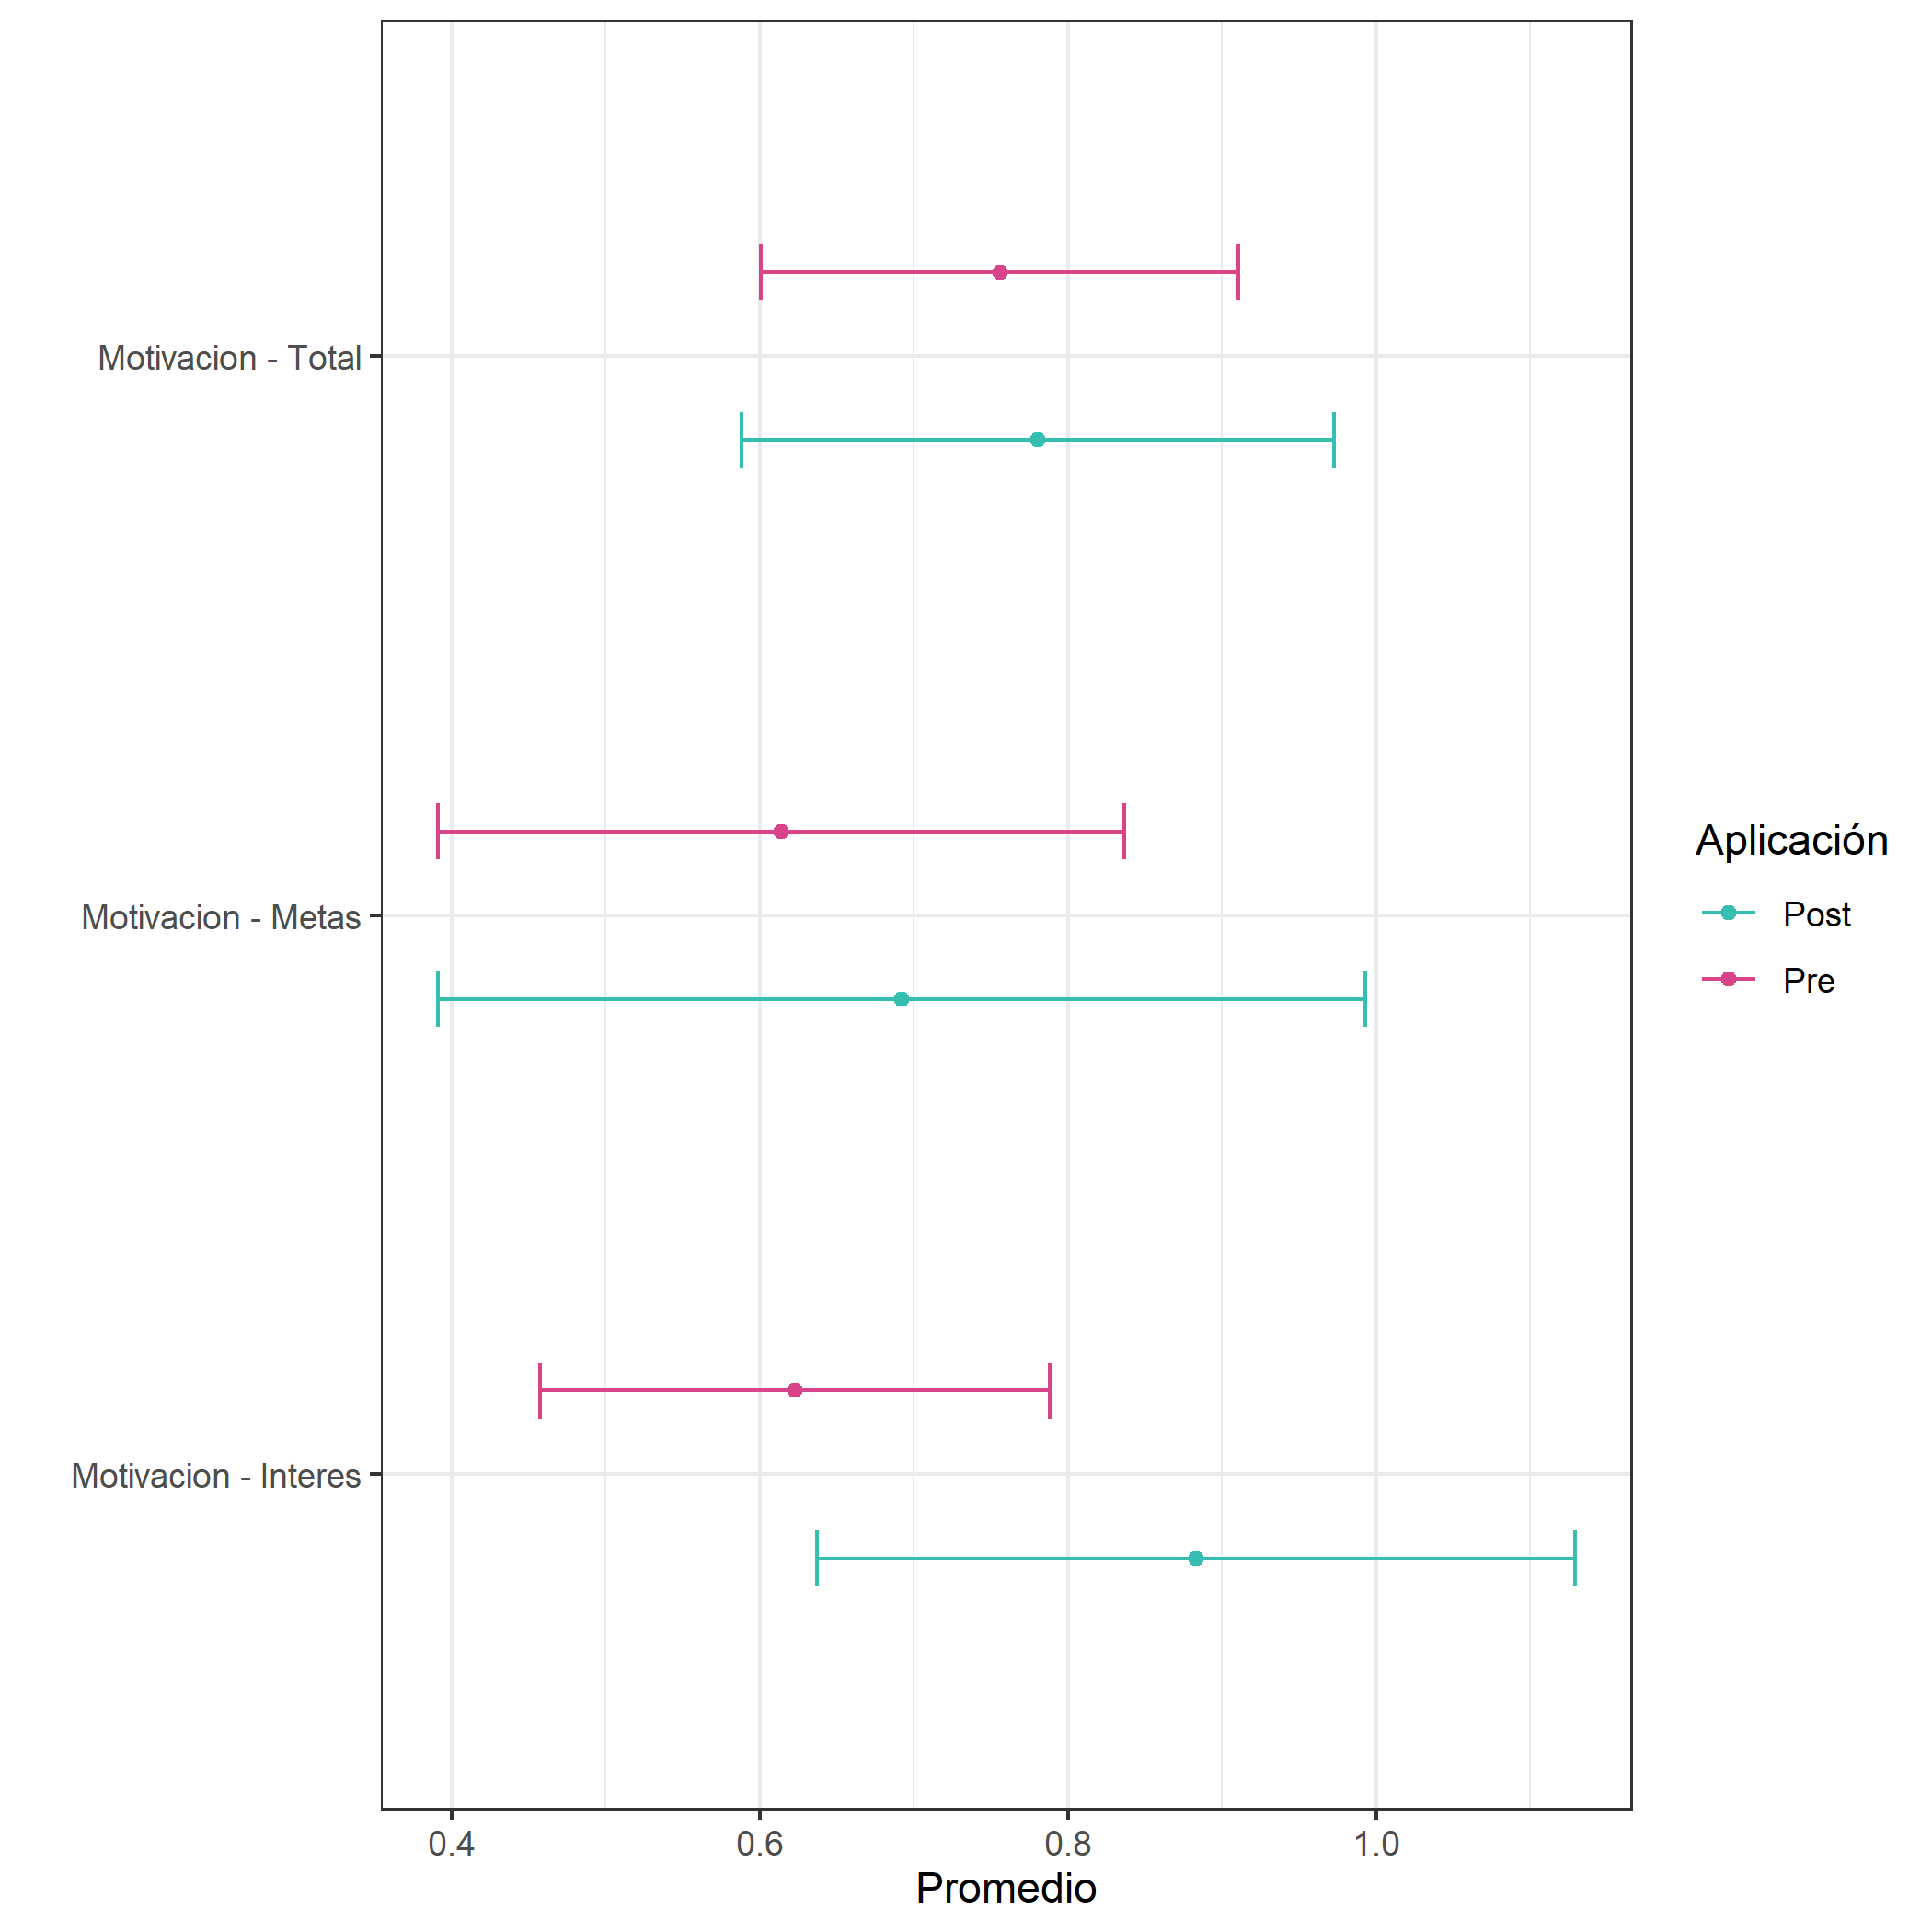 Motivacion - Total
Motivacion - Metas
Motivacion - Interes
0.4
0.6
0.8
1.0
Promedio
Aplicación
Post
Pre